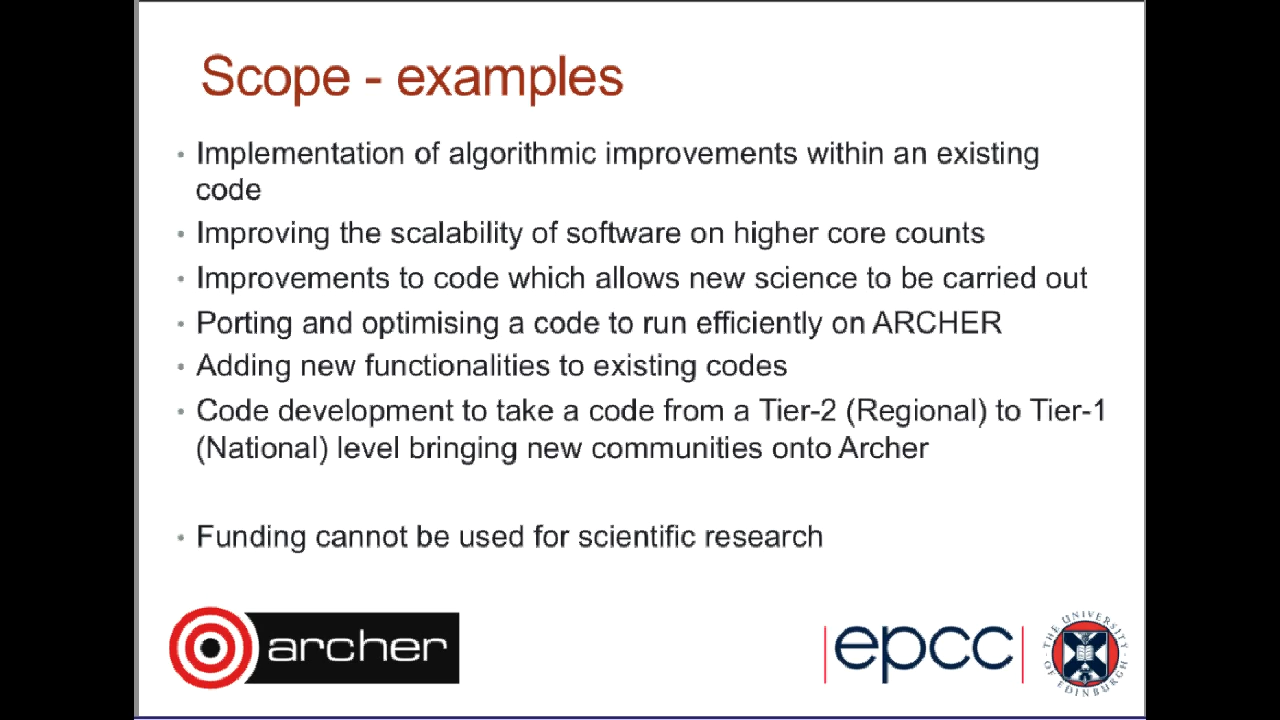 Scope - examples
• Implementation of algorithmic improvements within an existing
code
• Improving the scalability of software on higher core counts
• Improvements to code which allows new science to be carried out
• Porting and optimising a code to run efficiently on ARCHER
• Adding new functionalities to existing codes
• Code development to take a code from a Tier-2 (Regional) to Tier-1
(National) level bringing new communities onto Archer
• Funding cannot be used for scientific research
archer
epcc
THE UNIVERSITY
OF EDINBURGH